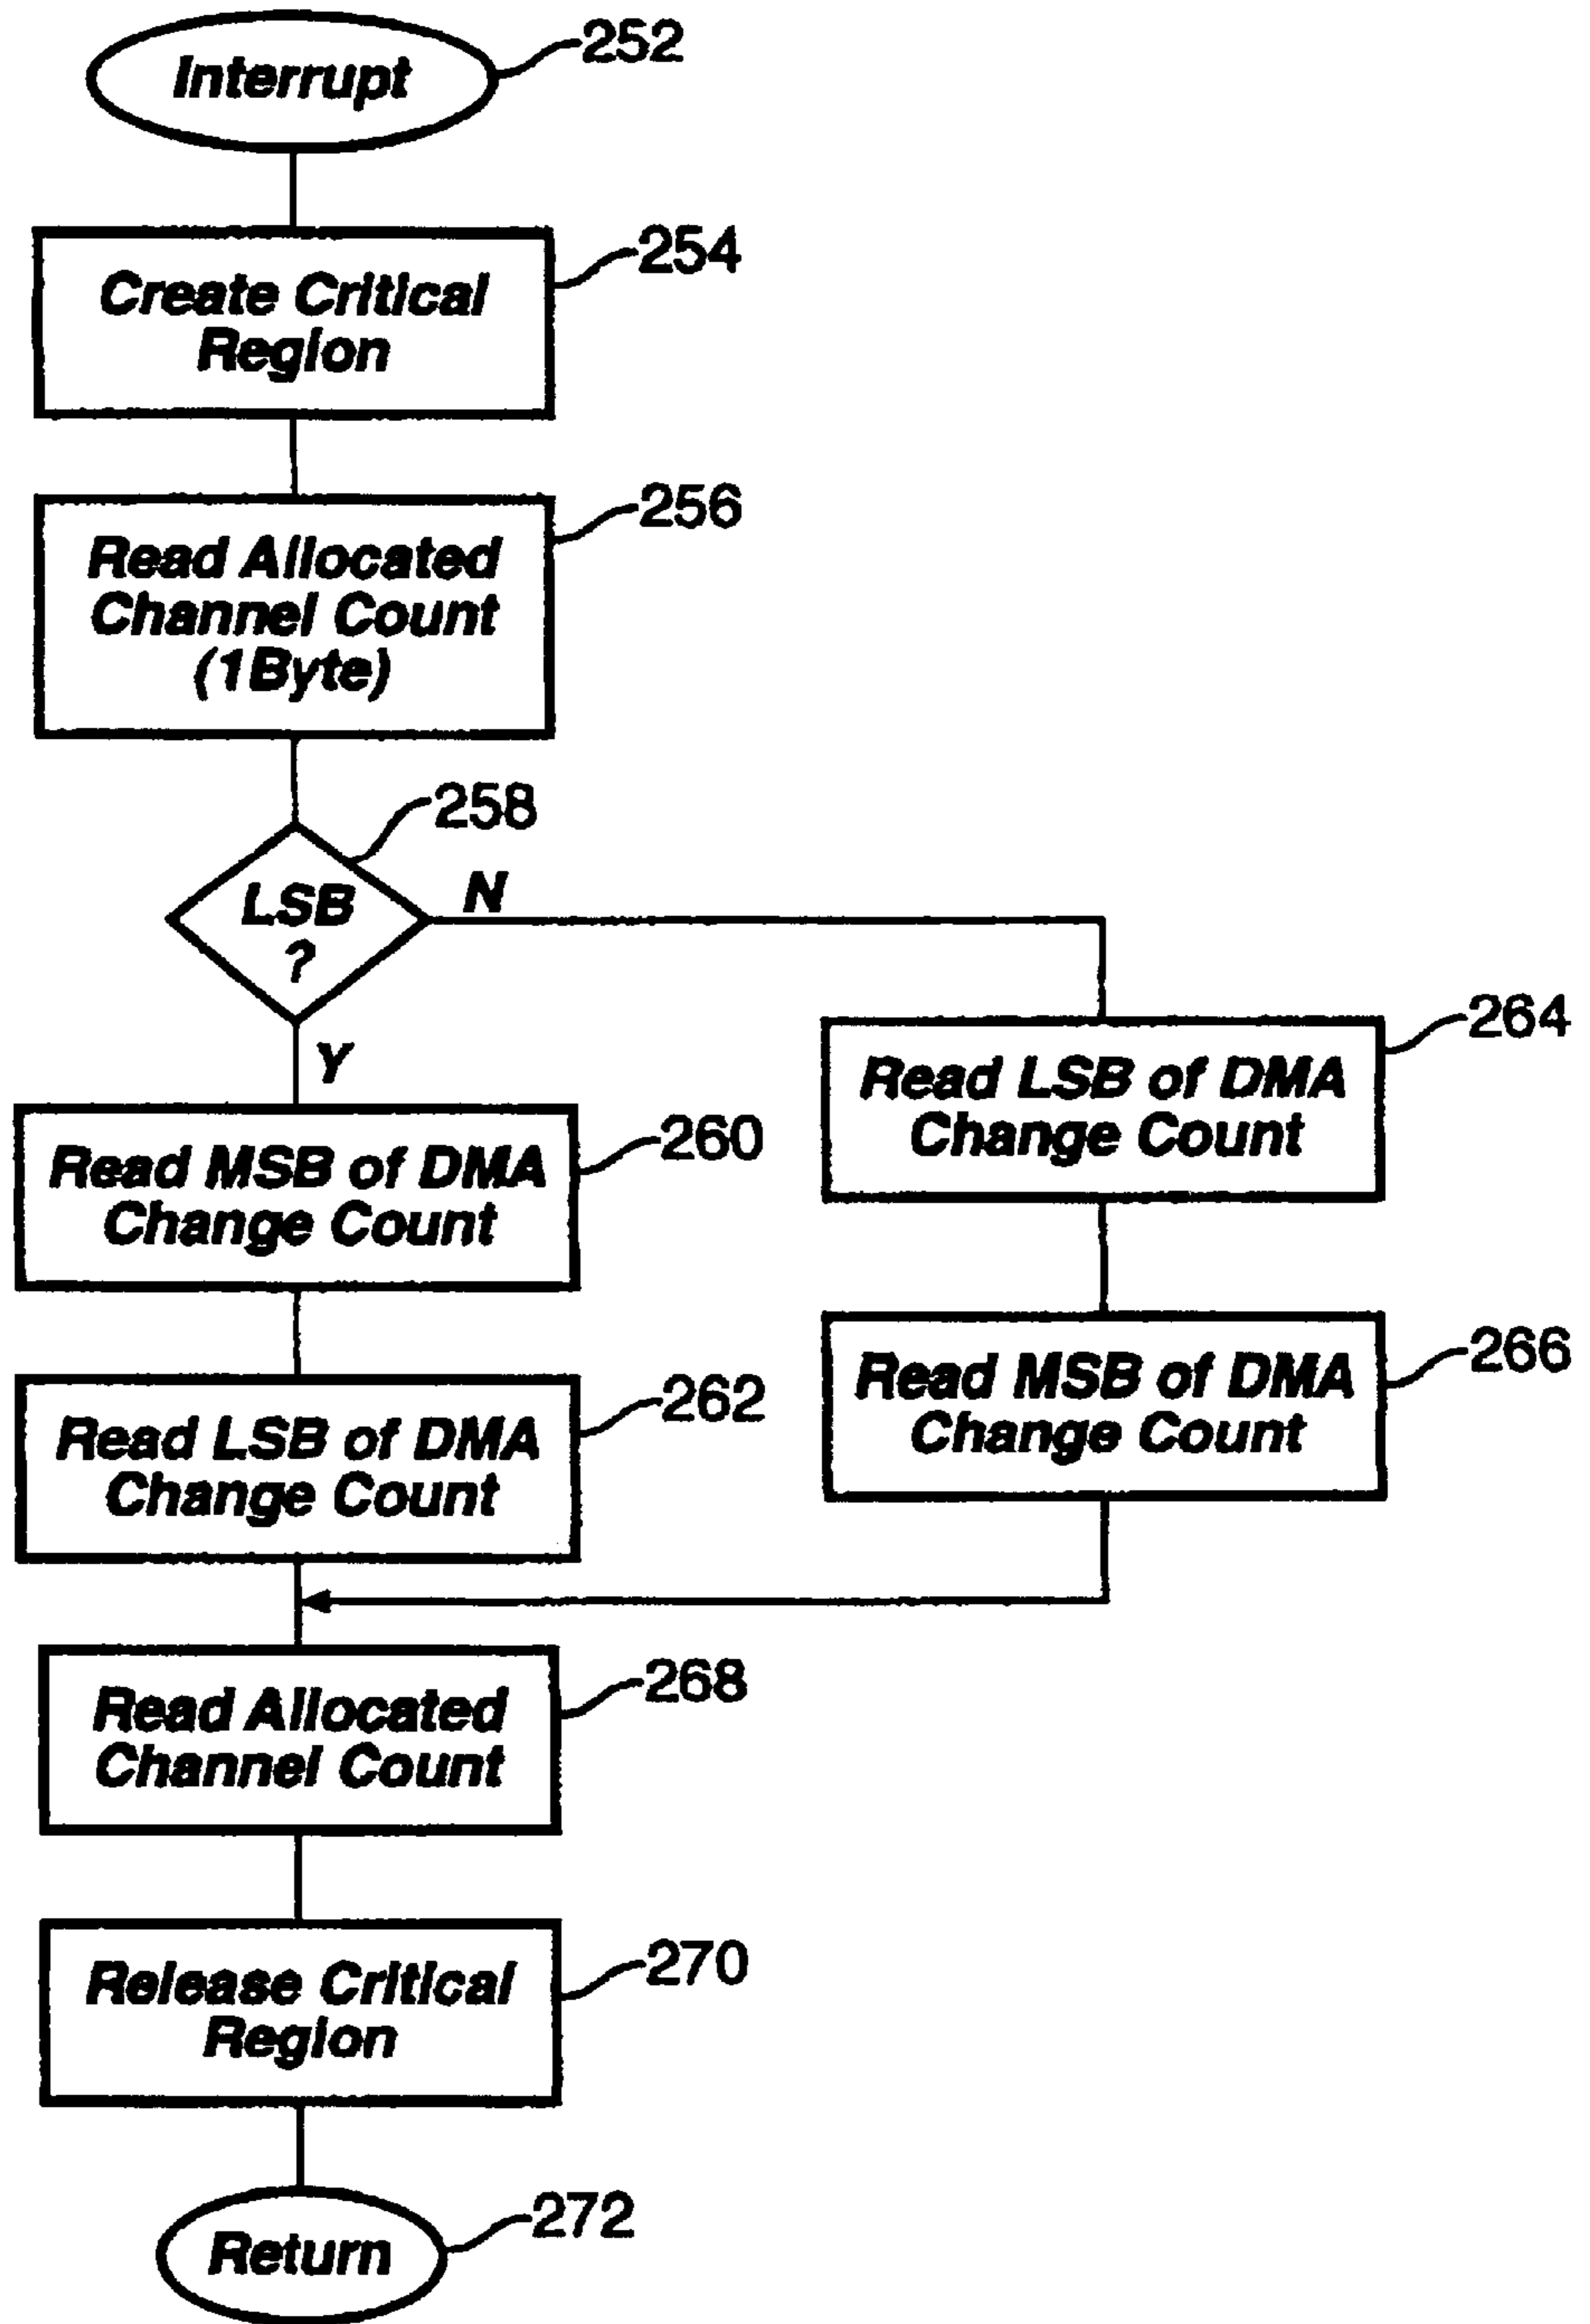 Interrupt
252
Create Critical
Region
254
Read Allocated
Channel Count
(1Byte)
256
LSB
?
258
N
Y
Read MSB of DMA
Change Count
260
Read LSB of DMA
Change Count
262
Read LSB of DMA
Change Count
264
Read MSB of DMA
Change Count
266
Read Allocated
Channel Count
268
Release Critical
Region
270
Return
272